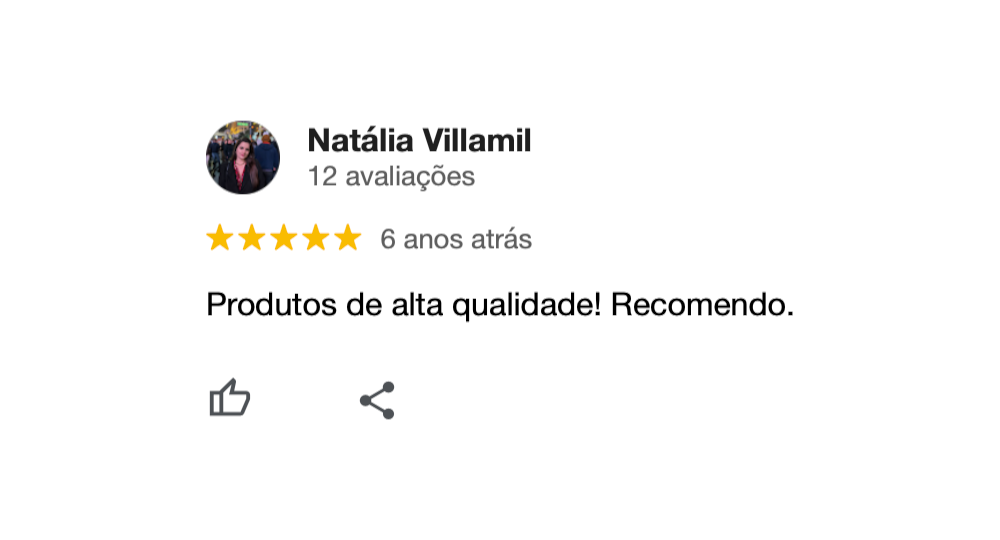 Natália Villamil
12 avaliações
6 anos atrás
Produtos de alta qualidade! Recomendo.